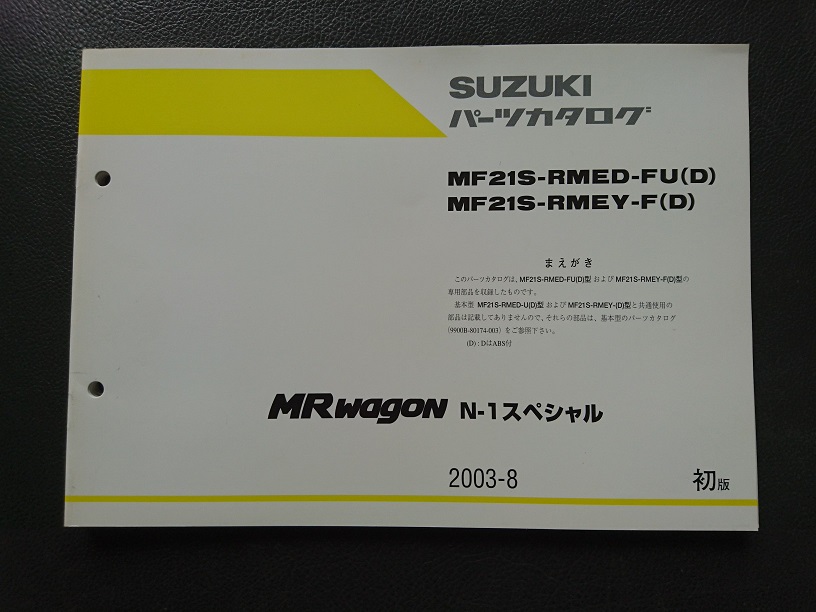 SUZUKI
パーツカタログ
MF21S-RMED-FU(D)
MF21S-RMEY-F(D)
まえがき
このパーツカタログは、MF21S-RMED-FU(D)型 および MF21S-RMEY-F(D)型の
専用部品を収録したものです。
基本型 MF21S-RMED-U(D)型 および MF21S-RMEY-(D)型と共通使用の
部品は記載してありませんので、それらの部品は、基本型のパーツカタログ
(9900B-80174-003) をご参照下さい。
(D) : DはABS付
MRwagon N-1スペシャル
2003-8 初版